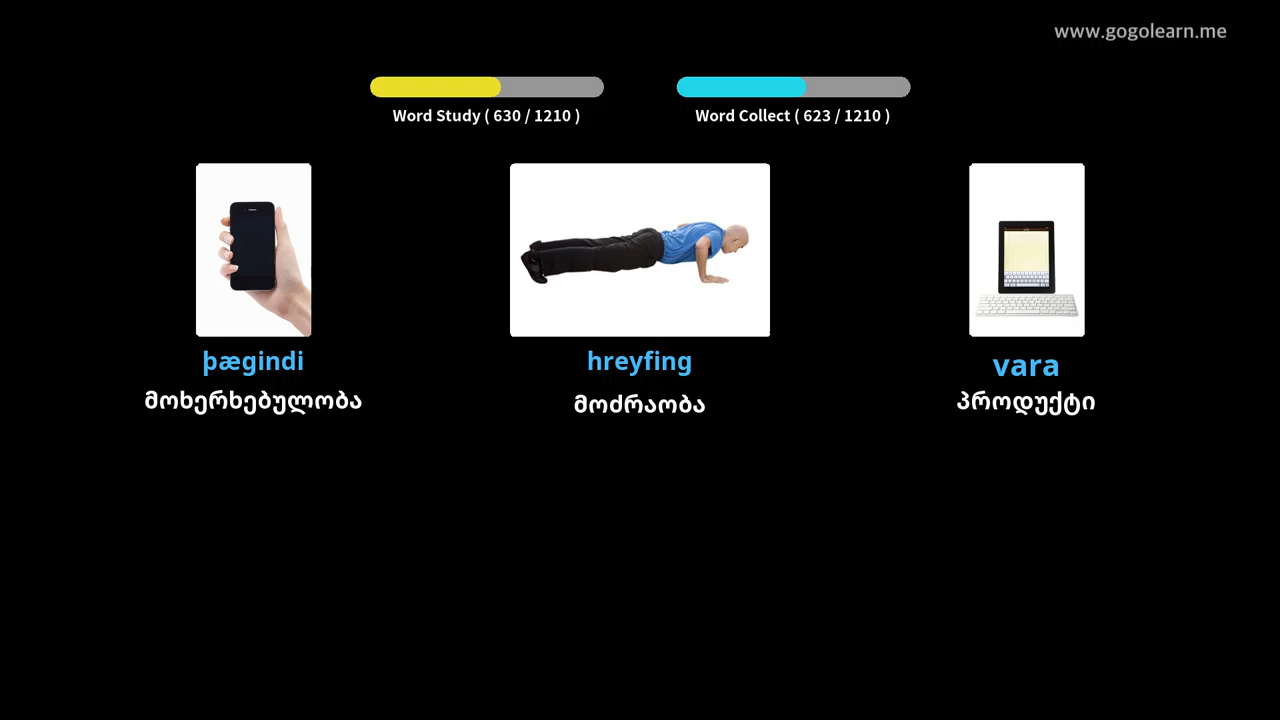 www.gogolearn.me
Word Study ( 630 / 1210 )
Word Collect ( 623 / 1210 )
þægindi
hreyfing
vara
მოხერხებულობა
მოძრაობა
პროდუქტი